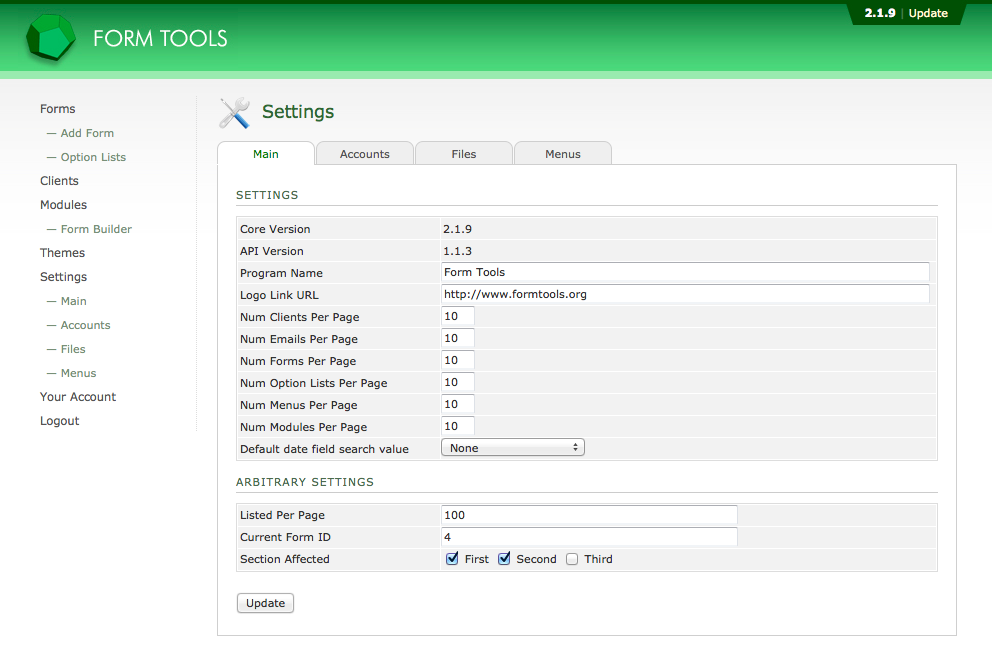 2.1.9 | Update
FORM TOOLS
Forms
— Add Form
— Option Lists
Clients
Modules
— Form Builder
Themes
Settings
— Main
— Accounts
— Files
— Menus
Your Account
Logout
Settings
Main Accounts Files Menus
SETTINGS
Core Version 2.1.9
API Version 1.1.3
Program Name Form Tools
Logo Link URL http://www.formtools.org
Num Clients Per Page 10
Num Emails Per Page 10
Num Forms Per Page 10
Num Option Lists Per Page 10
Num Menus Per Page 10
Num Modules Per Page 10
Default date field search value None
ARBITRARY SETTINGS
Listed Per Page 100
Current Form ID 4
Section Affected First Second Third
Update